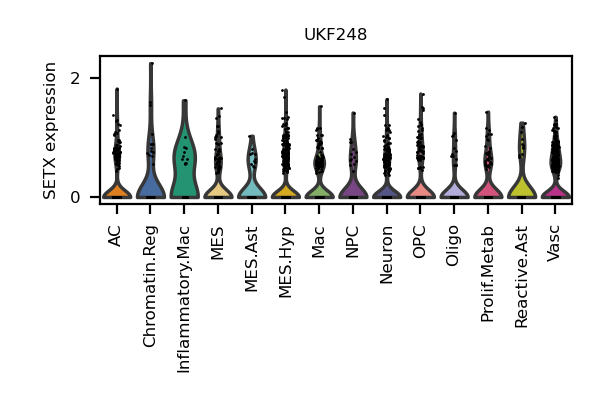 UKF248
SETX expression
2
0
AC
Chromatin.Reg
Inflammatory.Mac
MES
MES.Ast
MES.Hyp
Mac
NPC
Neuron
OPC
Oligo
Prolif.Metab
Reactive.Ast
Vasc